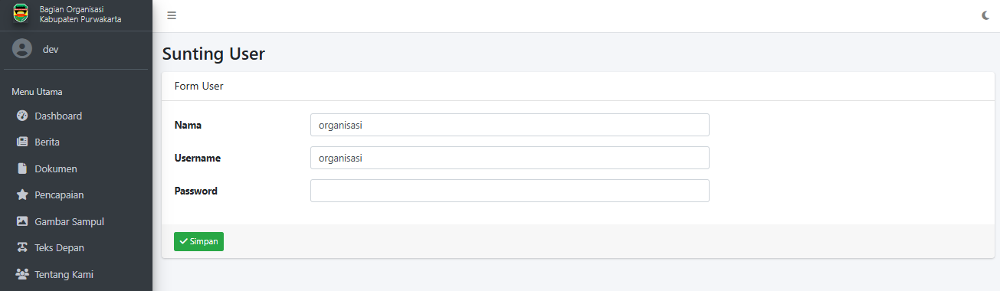 Bagian Organisasi
Kabupaten Purwakarta
dev
Menu Utama
Dashboard
Berita
Dokumen
Pencapaian
Gambar Sampul
Teks Depan
Tentang Kami
Sunting User
Form User
Nama
organisasi
Username
organisasi
Password
Simpan